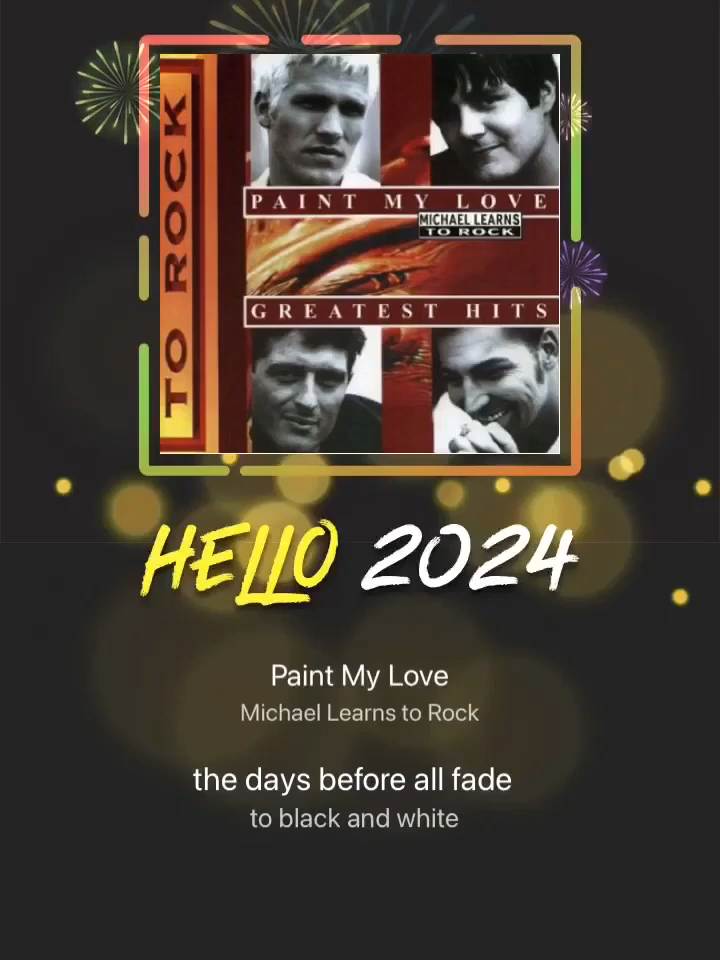 TO ROCK
PAINT MY LOVE
MICHAEL LEARNS
TO ROCK
GREATEST HITS
HELLO 2024
Paint My Love
Michael Learns to Rock
the days before all fade
to black and white